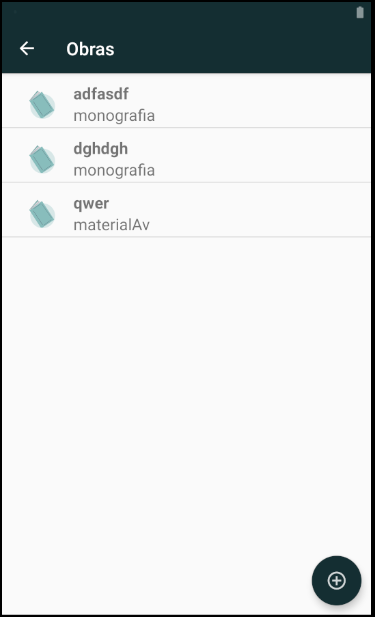 Obras
adfasdf
monografia
dghdgh
monografia
qwer
materialAv